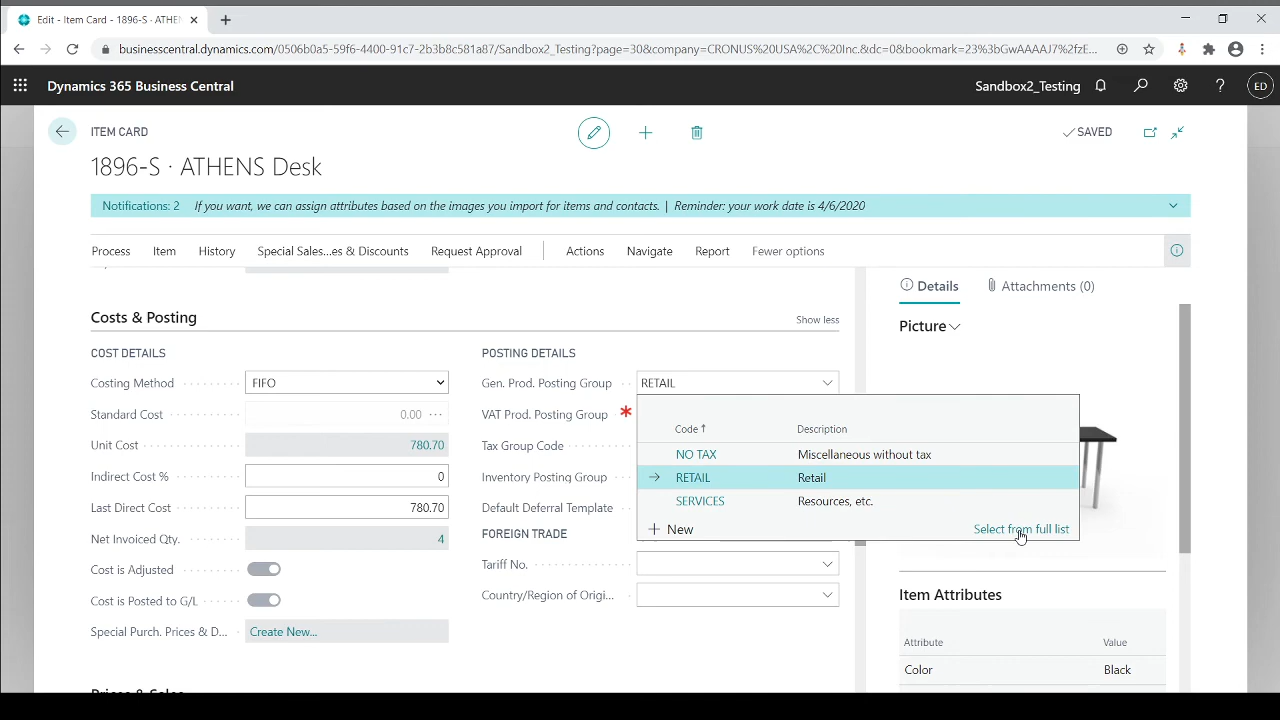 Edit - Item Card - 1896-S · ATHEN
businesscentral.dynamics.com/0506b0a5-59f6-4400-91c7-2b3b8c581a87/Sandbox2_Testing?page=30&company=CRONUS%20USA%2C%20Inc.&dc=0&bookmark=23%3bGwAAAAJ7%2fzE...
Dynamics 365 Business Central
Sandbox2_Testing
ED
ITEM CARD
SAVED
1896-S · ATHENS Desk
Notifications: 2 If you want, we can assign attributes based on the images you import for items and contacts. | Reminder: your work date is 4/6/2020
Process Item History Special Sales...es & Discounts Request Approval Actions Navigate Report Fewer options
Details
Attachments (0)
Picture
Costs & Posting
Show less
COST DETAILS
Costing Method FIFO
Standard Cost 0.00
Unit Cost 780.70
Indirect Cost % 0
Last Direct Cost 780.70
Net Invoiced Qty. 4
Cost is Adjusted
Cost is Posted to G/L
Special Purch. Prices & D... Create New...
POSTING DETAILS
Gen. Prod. Posting Group RETAIL
VAT Prod. Posting Group *
Tax Group Code
Inventory Posting Group
Default Deferral Template
FOREIGN TRADE
Tariff No.
Country/Region of Origi...
Code ↑ Description
NO TAX Miscellaneous without tax
→ RETAIL Retail
SERVICES Resources, etc.
+ New Select from full list
Item Attributes
Attribute Value
Color Black
Prices & Sales